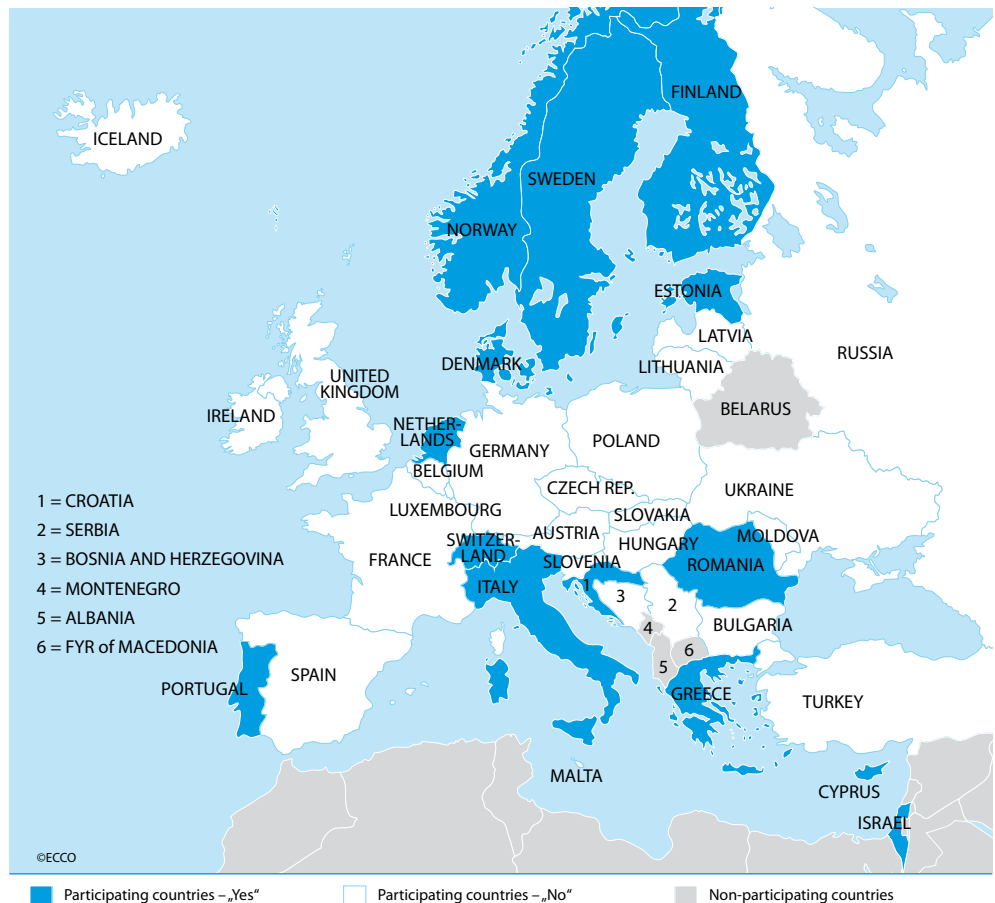 FINLAND
ICELAND
SWEDEN
NORWAY
ESTONIA
LATVIA
RUSSIA
DENMARK
LITHUANIA
UNITED
KINGDOM
BELARUS
IRELAND
NETHER-
LANDS
GERMANY
POLAND
BELGIUM
CZECH REP.
UKRAINE
LUXEMBOURG
SLOVAKIA
AUSTRIA
MOLDOVA
SWITZER-
LAND
HUNGARY
FRANCE
SLOVENIA
ROMANIA
ITALY
1
3
2
BULGARIA
4
6
5
SPAIN
PORTUGAL
GREECE
TURKEY
MALTA
CYPRUS
ISRAEL
1 = CROATIA
2 = SERBIA
3 = BOSNIA AND HERZEGOVINA
4 = MONTENEGRO
5 = ALBANIA
6 = FYR of MACEDONIA
©ECCO
Participating countries – „Yes“
Participating countries – „No“
Non-participating countries